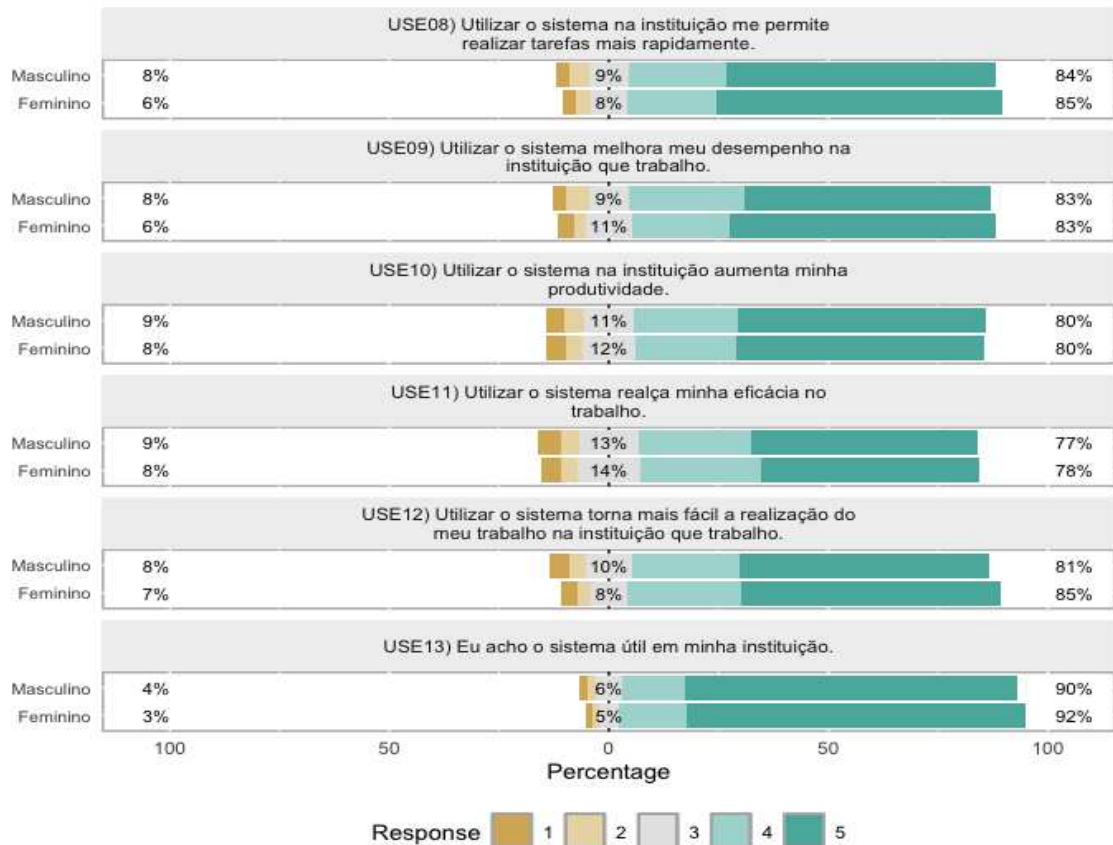 USE08) Utilizar o sistema na instituição me permite
realizar tarefas mais rapidamente.
Masculino 8% 9% 84%
Feminino 6% 8% 85%
USE09) Utilizar o sistema melhora meu desempenho na
instituição que trabalho.
Masculino 8% 9% 83%
Feminino 6% 11% 83%
USE10) Utilizar o sistema na instituição aumenta minha
produtividade.
Masculino 9% 11% 80%
Feminino 8% 12% 80%
USE11) Utilizar o sistema realça minha eficácia no
trabalho.
Masculino 9% 13% 77%
Feminino 8% 14% 78%
USE12) Utilizar o sistema torna mais fácil a realização do
meu trabalho na instituição que trabalho.
Masculino 8% 10% 81%
Feminino 7% 8% 85%
USE13) Eu acho o sistema útil em minha instituição.
Masculino 4% 6% 90%
Feminino 3% 5% 92%
100 50 0 50 100
Percentage
Response 1 2 3 4 5